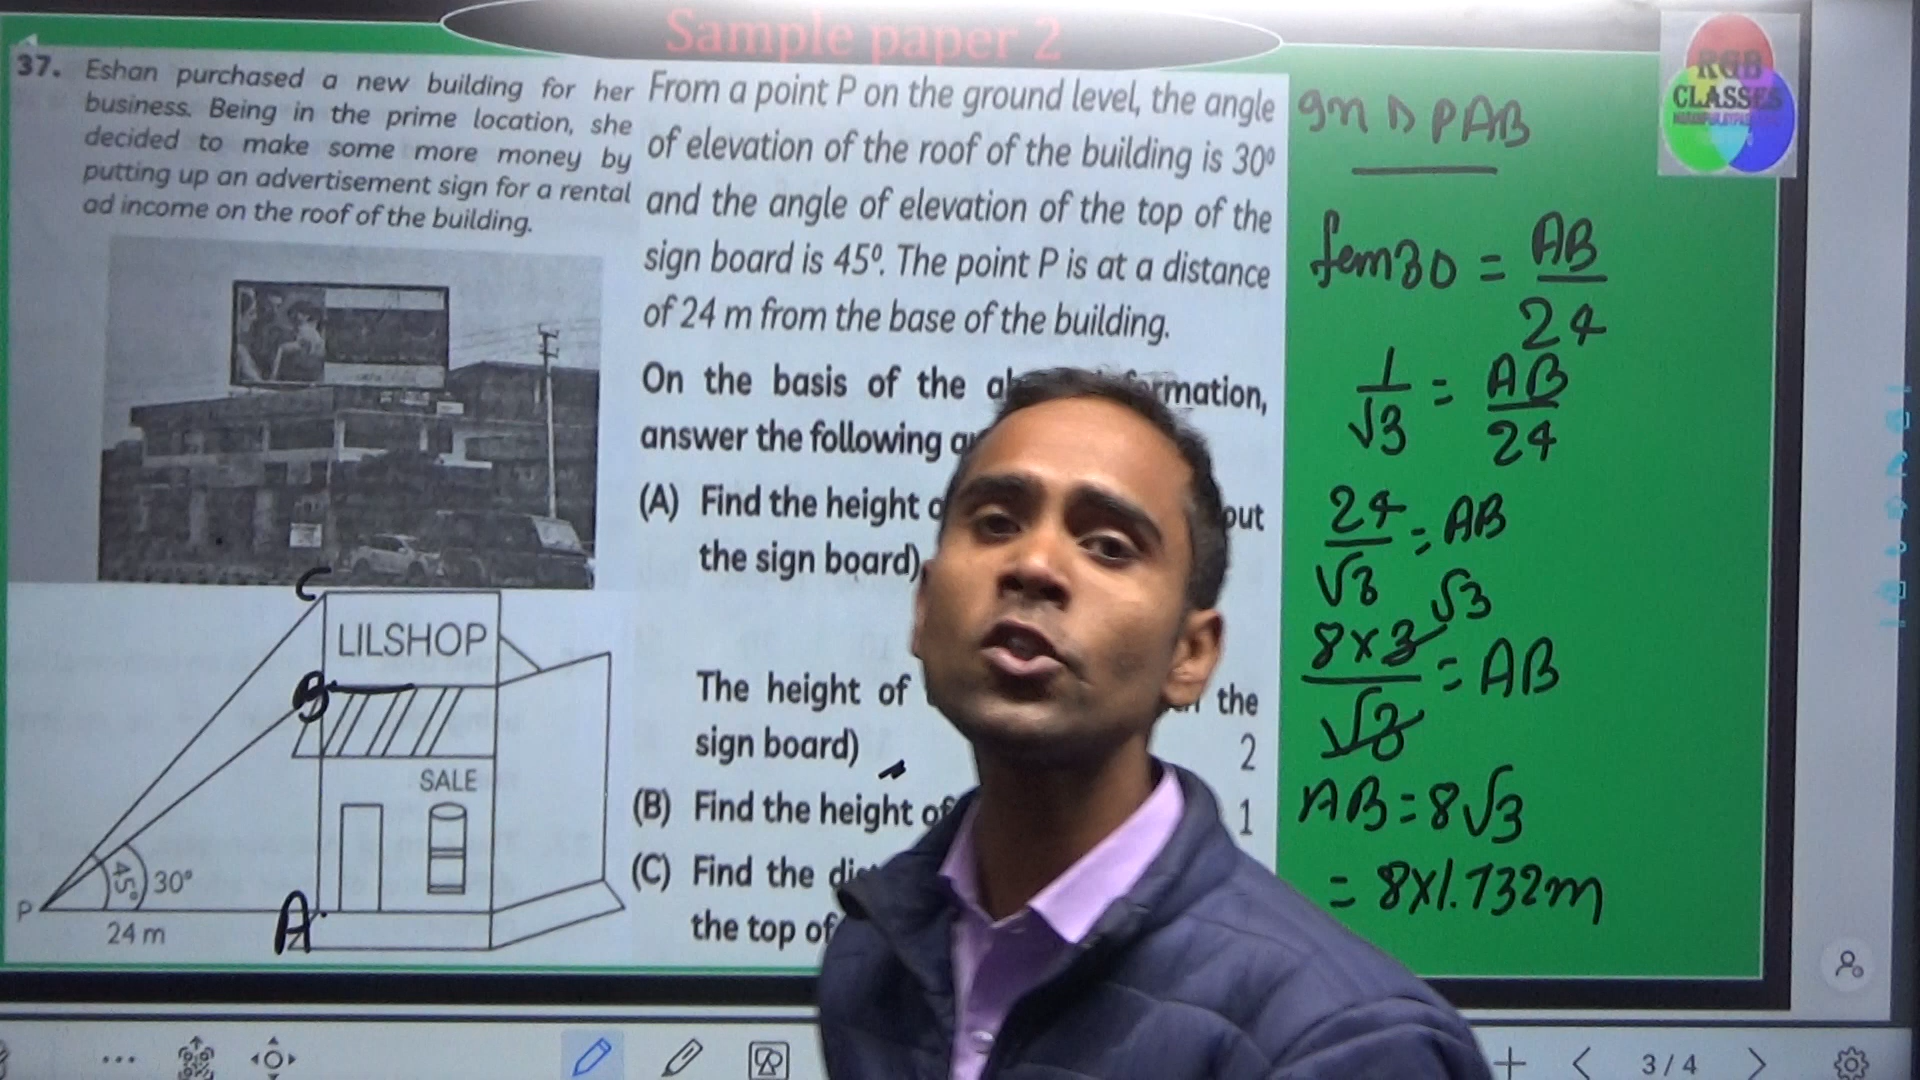 Sample paper 2
37. Eshan purchased a new building for her
business. Being in the prime location, she
decided to make some more money by
putting up an advertisement sign for a rental
ad income on the roof of the building.
From a point P on the ground level, the angle
of elevation of the roof of the building is 30º
and the angle of elevation of the top of the
sign board is 45º. The point P is at a distance
of 24 m from the base of the building.
On the basis of the
answer the following
(A) Find the height
the sign board)
The height of the
sign board) 2
(B) Find the height of 1
(C) Find the
the top of
C
LILSHOP
B
SALE
45° 30°
P
24 m
A
RGB
CLASSES
In Δ PAB
= AB
24
1/√3 = AB/24
24/√3 = AB
√3
8×3/√3 = AB
AB = 8√3
= 8×1.732m
3/4